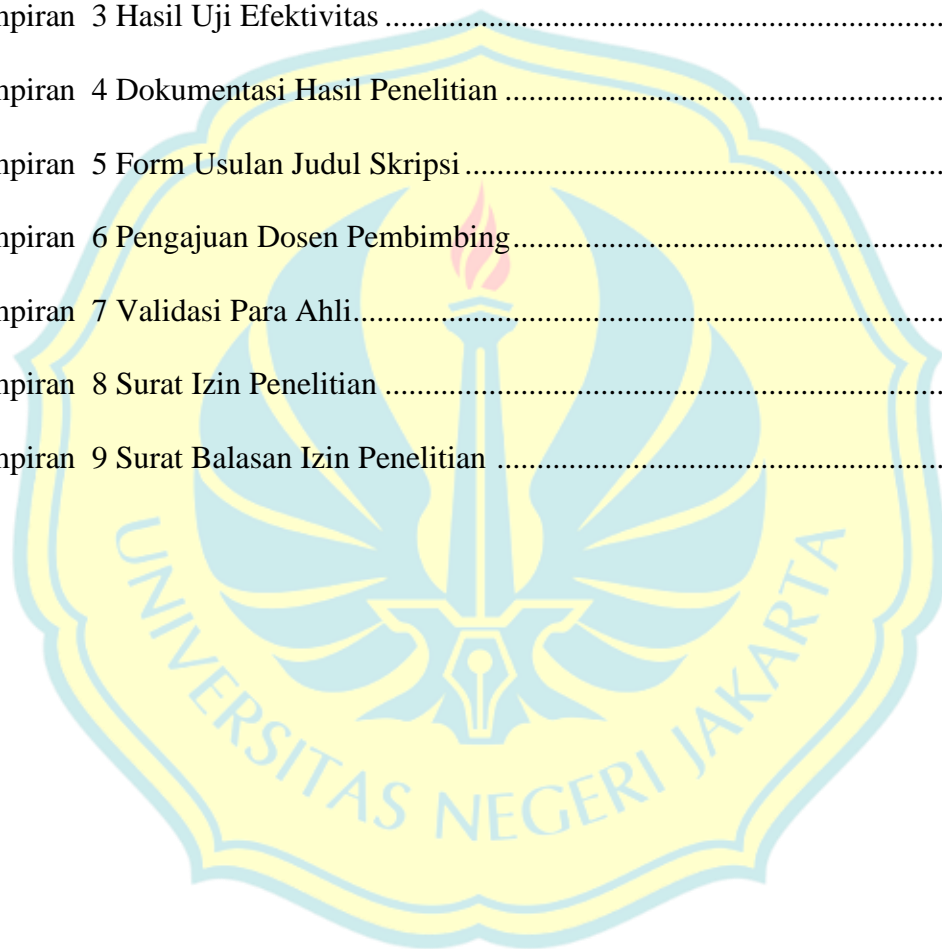 npiran 3 Hasil Uji Efektivitas ........................................................................
npiran 4 Dokumentasi Hasil Penelitian ........................................................
npiran 5 Form Usulan Judul Skripsi .............................................................
npiran 6 Pengajuan Dosen Pembimbing.......................................................
npiran 7 Validasi Para Ahli...........................................................................
npiran 8 Surat Izin Penelitian .......................................................................
npiran 9 Surat Balasan Izin Penelitian .........................................................
UNIVERSITAS NEGERI JAKARTA